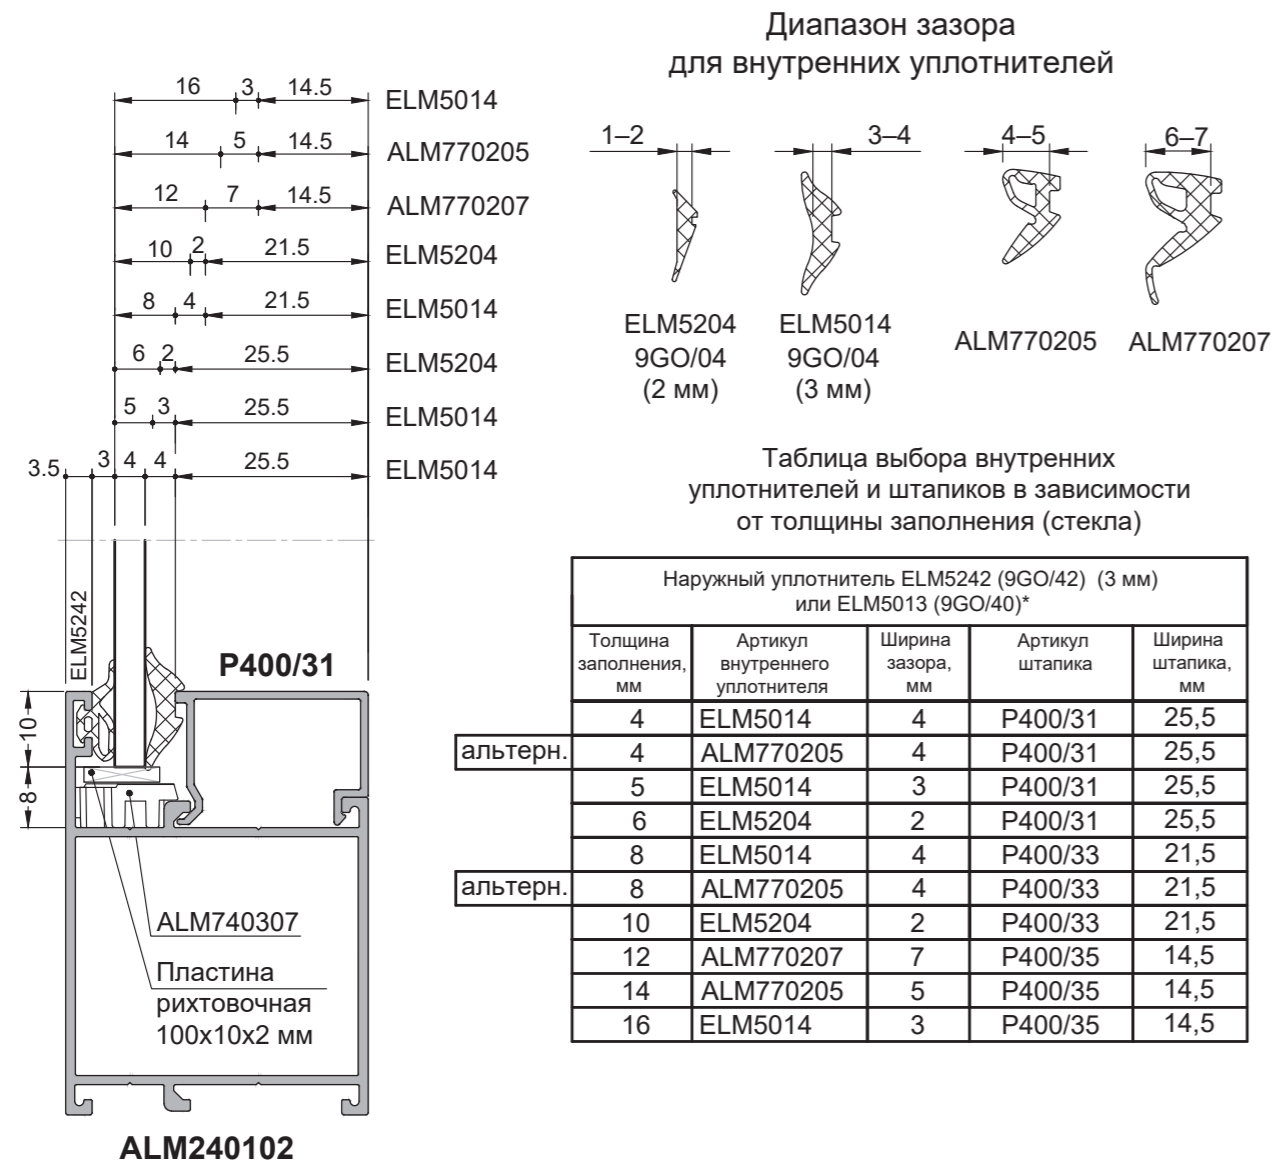 Диапазон зазора
для внутренних уплотнителей
16 3 14.5 ELM5014
14 5 14.5 ALM770205
12 7 14.5 ALM770207
10 2 21.5 ELM5204
8 4 21.5 ELM5014
6 2 25.5 ELM5204
5 3 25.5 ELM5014
3.5 3 4 4 25.5 ELM5014
1–2 3–4 4–5 6–7
ELM5204
9GO/04
(2 мм)
ELM5014
9GO/04
(3 мм)
ALM770205
ALM770207
ELM5242
P400/31
10
8
ALM740307
Пластина
рихтовочная
100x10x2 мм
ALM240102
Таблица выбора внутренних
уплотнителей и штапиков в зависимости
от толщины заполнения (стекла)
Наружный уплотнитель ELM5242 (9GO/42) (3 мм)
или ELM5013 (9GO/40)*
Толщина
заполнения,
мм
Артикул
внутреннего
уплотнителя
Ширина
зазора,
мм
Артикул
штапика
Ширина
штапика,
мм
4 ELM5014 4 P400/31 25,5
альтерн. 4 ALM770205 4 P400/31 25,5
5 ELM5014 3 P400/31 25,5
6 ELM5204 2 P400/31 25,5
8 ELM5014 4 P400/33 21,5
альтерн. 8 ALM770205 4 P400/33 21,5
10 ELM5204 2 P400/33 21,5
12 ALM770207 7 P400/35 14,5
14 ALM770205 5 P400/35 14,5
16 ELM5014 3 P400/35 14,5